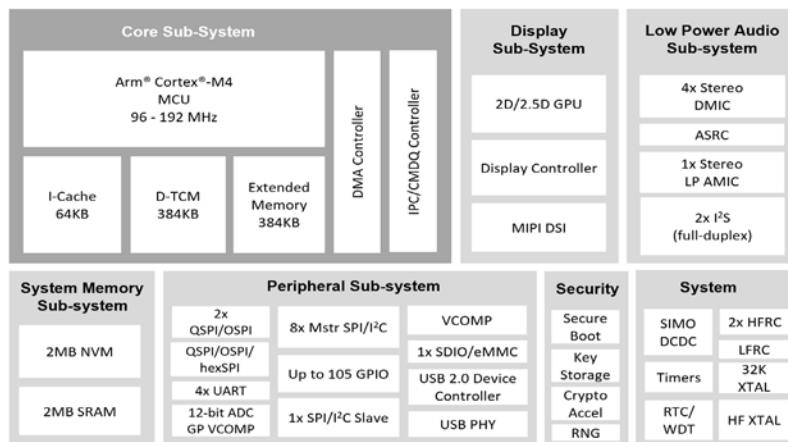 Core Sub-System
Arm® Cortex®-M4
MCU
96 - 192 MHz
I-Cache
64KB
D-TCM
384KB
Extended
Memory
384KB
DMA Controller
IPC/CMDQ Controller
Display
Sub-System
2D/2.5D GPU
Display Controller
MIPI DSI
Low Power Audio
Sub-system
4x Stereo
DMIC
ASRC
1x Stereo
LP AMIC
2x I²S
(full-duplex)
System Memory
Sub-system
2MB NVM
2MB SRAM
Peripheral Sub-system
2x
QSPI/OSPI
QSPI/OSPI/
hexSPI
4x UART
12-bit ADC
GP VCOMP
8x Mstr SPI/I²C
Up to 105 GPIO
1x SPI/I²C Slave
VCOMP
1x SDIO/eMMC
USB 2.0 Device
Controller
USB PHY
Security
Secure
Boot
Key
Storage
Crypto
Accel
RNG
System
SIMO
DCDC
Timers
RTC/
WDT
2x HFRC
LFRC
32K
XTAL
HF XTAL